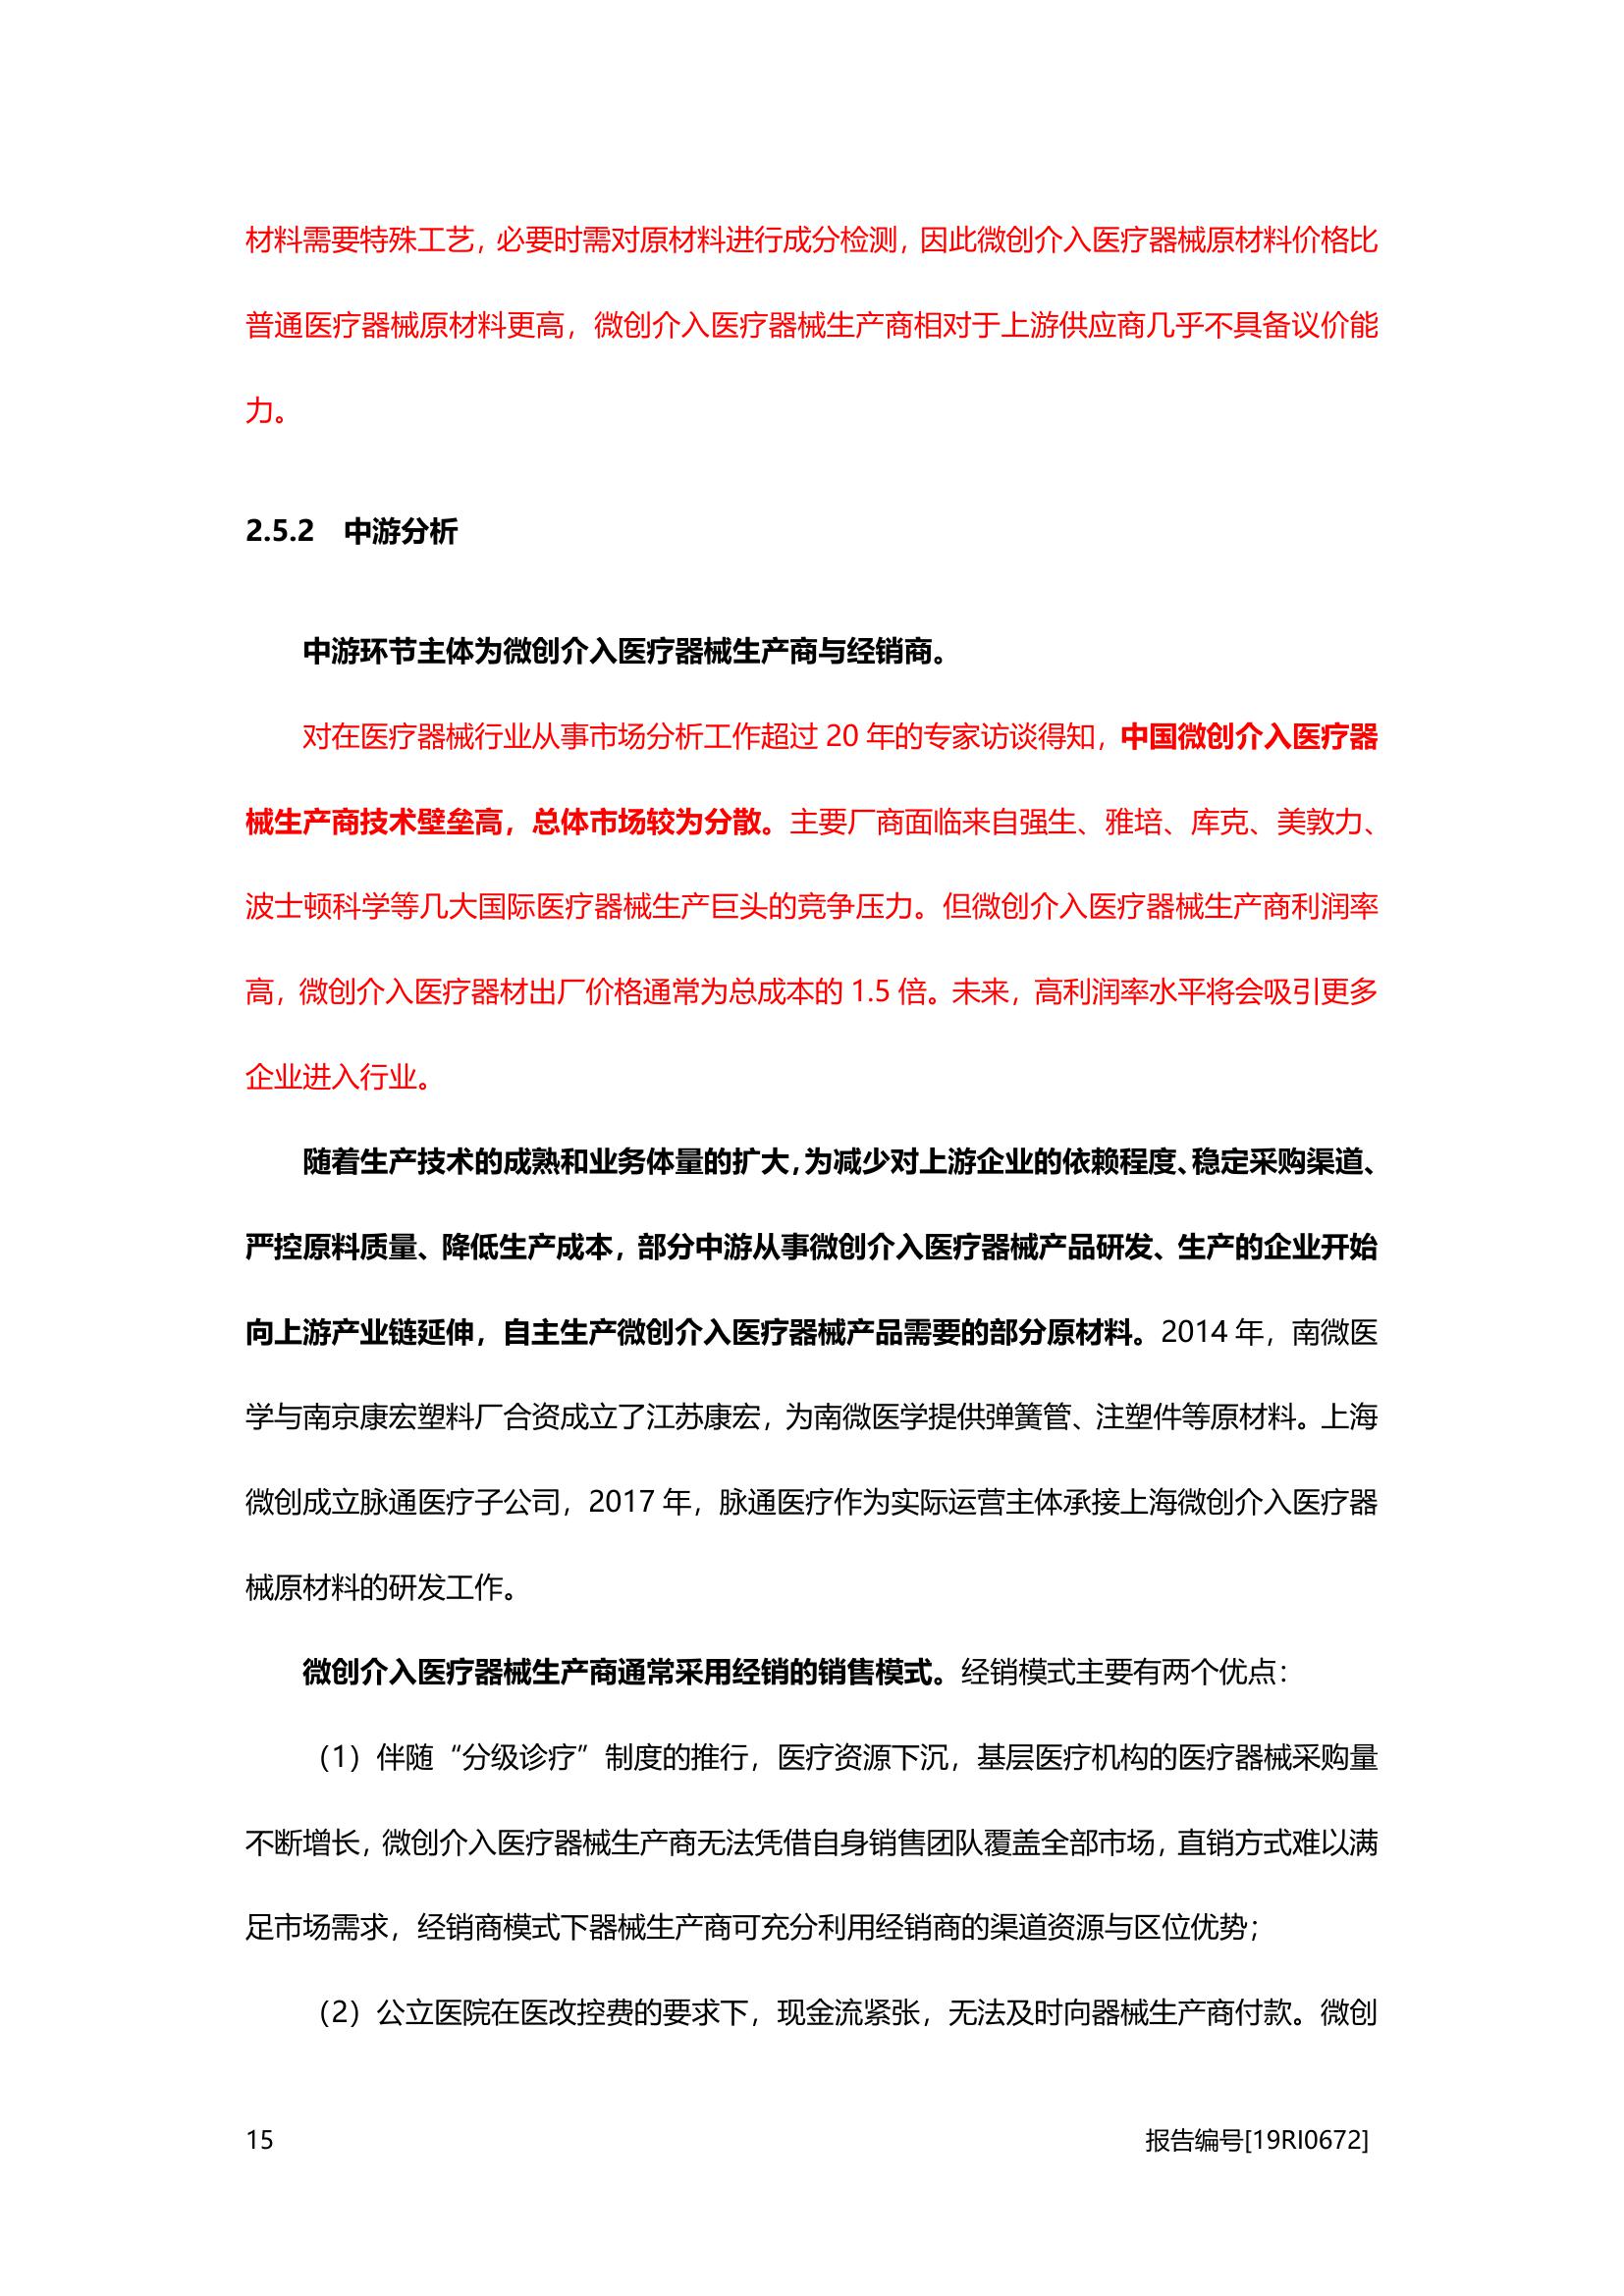 材料需要特殊工艺，必要时需对原材料进行成分检测，因此微创介入医疗器械原材料价格比
普通医疗器械原材料更高，微创介入医疗器械生产商相对于上游供应商几乎不具备议价能
力。
2.5.2 中游分析
中游环节主体为微创介入医疗器械生产商与经销商。
对在医疗器械行业从事市场分析工作超过 20 年的专家访谈得知，中国微创介入医疗器
械生产商技术壁垒高，总体市场较为分散。主要厂商面临来自强生、雅培、库克、美敦力、
波士顿科学等几大国际医疗器械生产巨头的竞争压力。但微创介入医疗器械生产商利润率
高，微创介入医疗器材出厂价格通常为总成本的 1.5 倍。未来，高利润率水平将会吸引更多
企业进入行业。
随着生产技术的成熟和业务体量的扩大，为减少对上游企业的依赖程度、稳定采购渠道、
严控原料质量、降低生产成本，部分中游从事微创介入医疗器械产品研发、生产的企业开始
向上游产业链延伸，自主生产微创介入医疗器械产品需要的部分原材料。2014 年，南微医
学与南京康宏塑料厂合资成立了江苏康宏，为南微医学提供弹簧管、注塑件等原材料。上海
微创成立脉通医疗子公司，2017 年，脉通医疗作为实际运营主体承接上海微创介入医疗器
械原材料的研发工作。
微创介入医疗器械生产商通常采用经销的销售模式。经销模式主要有两个优点：
（1）伴随“分级诊疗”制度的推行，医疗资源下沉，基层医疗机构的医疗器械采购量
不断增长，微创介入医疗器械生产商无法凭借自身销售团队覆盖全部市场，直销方式难以满
足市场需求，经销商模式下器械生产商可充分利用经销商的渠道资源与区位优势；
（2）公立医院在医改控费的要求下，现金流紧张，无法及时向器械生产商付款。微创
15
报告编号[19RI0672]